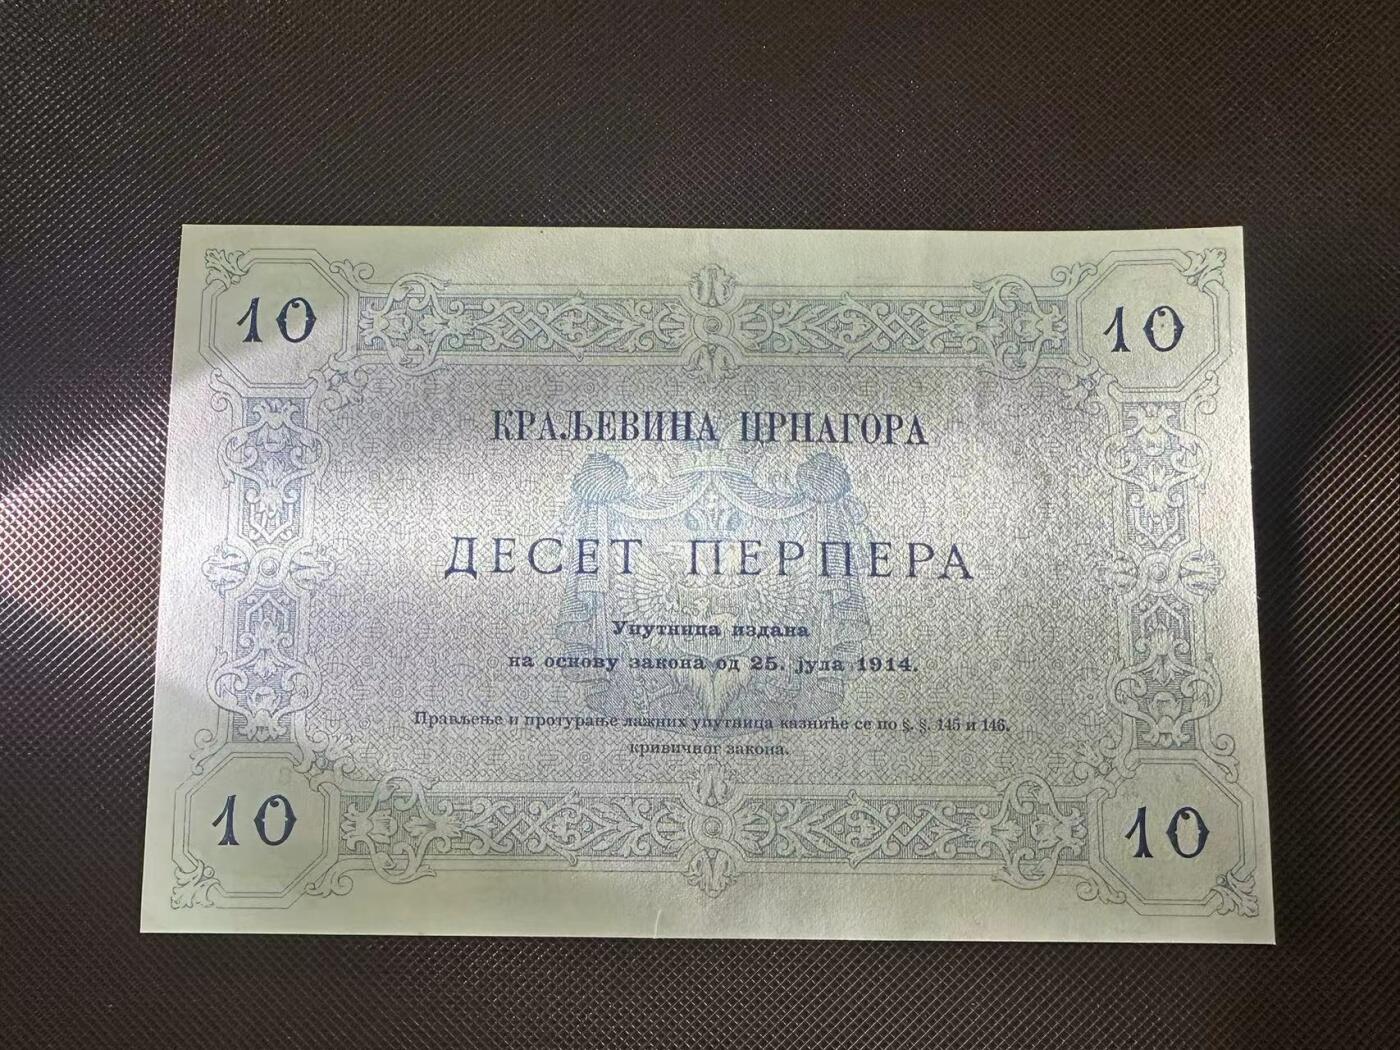 10 10
КРАЉЕВИНА ЦРНАГОРА
ДЕСЕТ ПЕРПЕРА
Упутница издана
на основу закона од 25. јула 1914.
Прављење и протурање лажних упутница казниће се по §. §. 145 и 146.
кривичног закона.
10 10